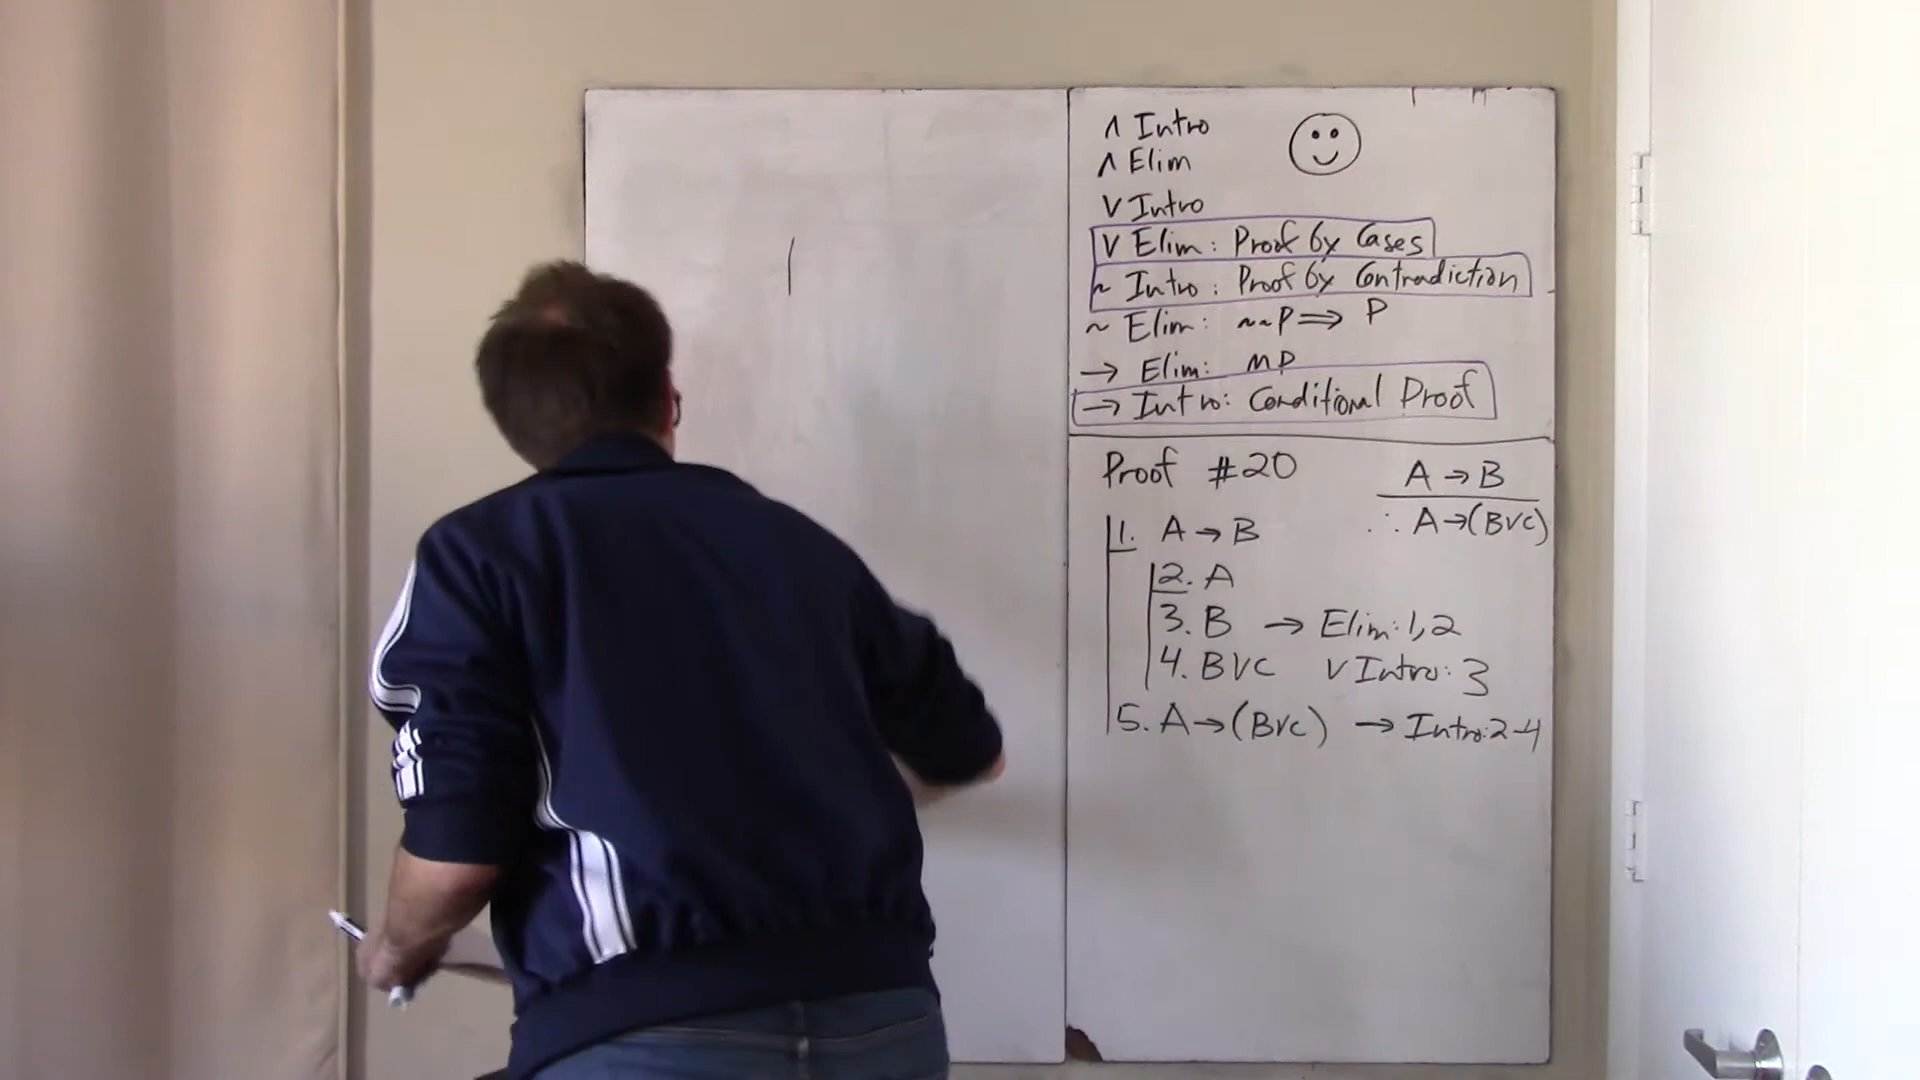 ∧ Intro
∧ Elim
∨ Intro
∨ Elim: Proof by Cases
~ Intro: Proof by Contradiction
~ Elim: ~~P ⟹ P
→ Elim: MP
→ Intro: Conditional Proof
Proof #20
A → B
∴ A→(B∨C)
1. A → B
2. A
3. B → Elim: 1,2
4. B∨C ∨ Intro: 3
5. A→(B∨C) → Intro: 2-4